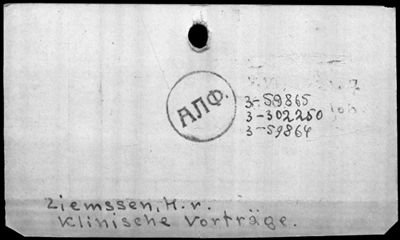 АЛФ.
3-59865
3-302250
3-59864
Ziemssen, H. v.
Klinische Vorträge.